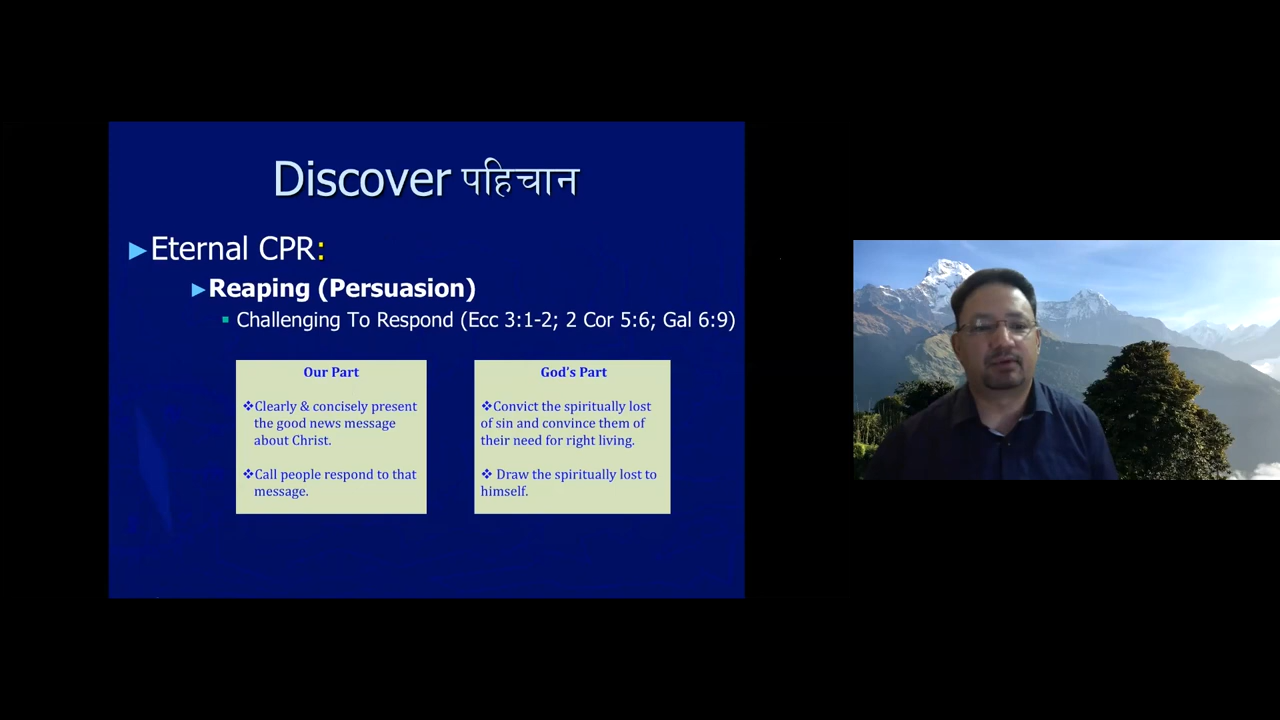 Discover पहिचान
►Eternal CPR:
►Reaping (Persuasion)
▪ Challenging To Respond (Ecc 3:1-2; 2 Cor 5:6; Gal 6:9)
Our Part
❖Clearly & concisely present
the good news message
about Christ.
❖Call people respond to that
message.
God's Part
❖Convict the spiritually lost
of sin and convince them of
their need for right living.
❖ Draw the spiritually lost to
himself.